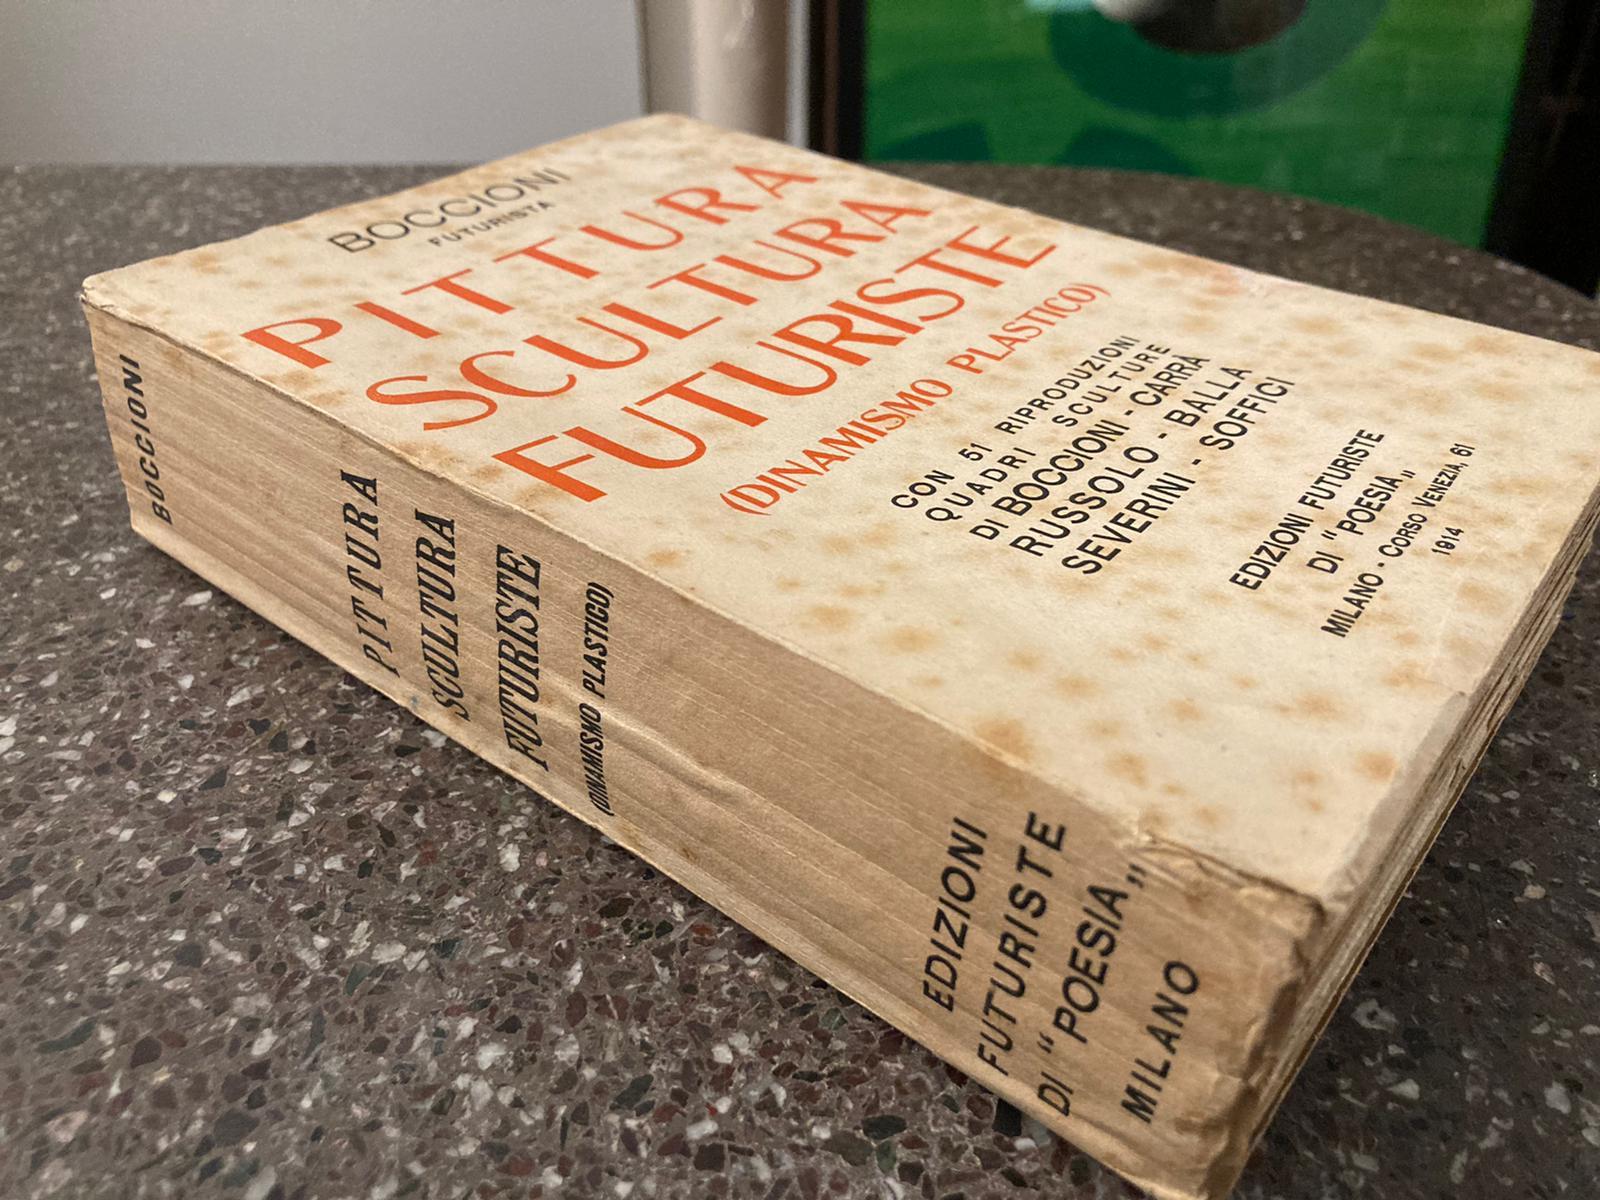 BOCCIONI
FUTURISTA
PITTURA
SCULTURA
FUTURISTE
(DINAMISMO PLASTICO)
CON 51 RIPRODUZIONI
QUADRI SCULTURE
DI BOCCIONI - CARRÀ
RUSSOLO - BALLA
SEVERINI - SOFFICI
EDIZIONI FUTURISTE
DI "POESIA„
MILANO - CORSO VENEZIA, 61
1914
BOCCIONI
PITTURA
SCULTURA
FUTURISTE
(DINAMISMO PLASTICO)
EDIZIONI
FUTURISTE
DI "POESIA„
MILANO